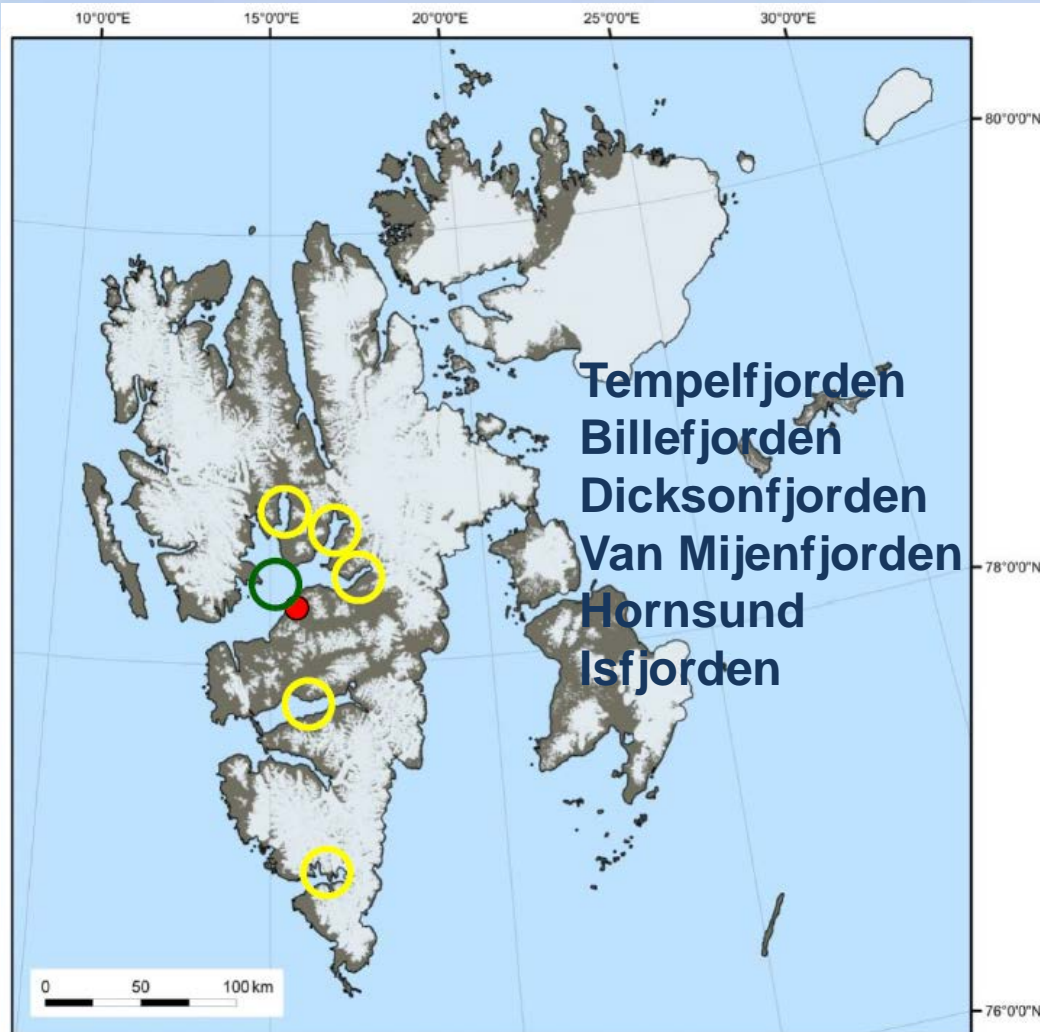 10°0'0"E 15°0'0"E 20°0'0"E 25°0'0"E 30°0'0"E
80°0'0"N
Tempelfjorden
Billefjorden
Dicksonfjorden
Van Mijenfjorden
78°0'0"N
Hornsund
Isfjorden
0 50 100 km
76°0'0"N